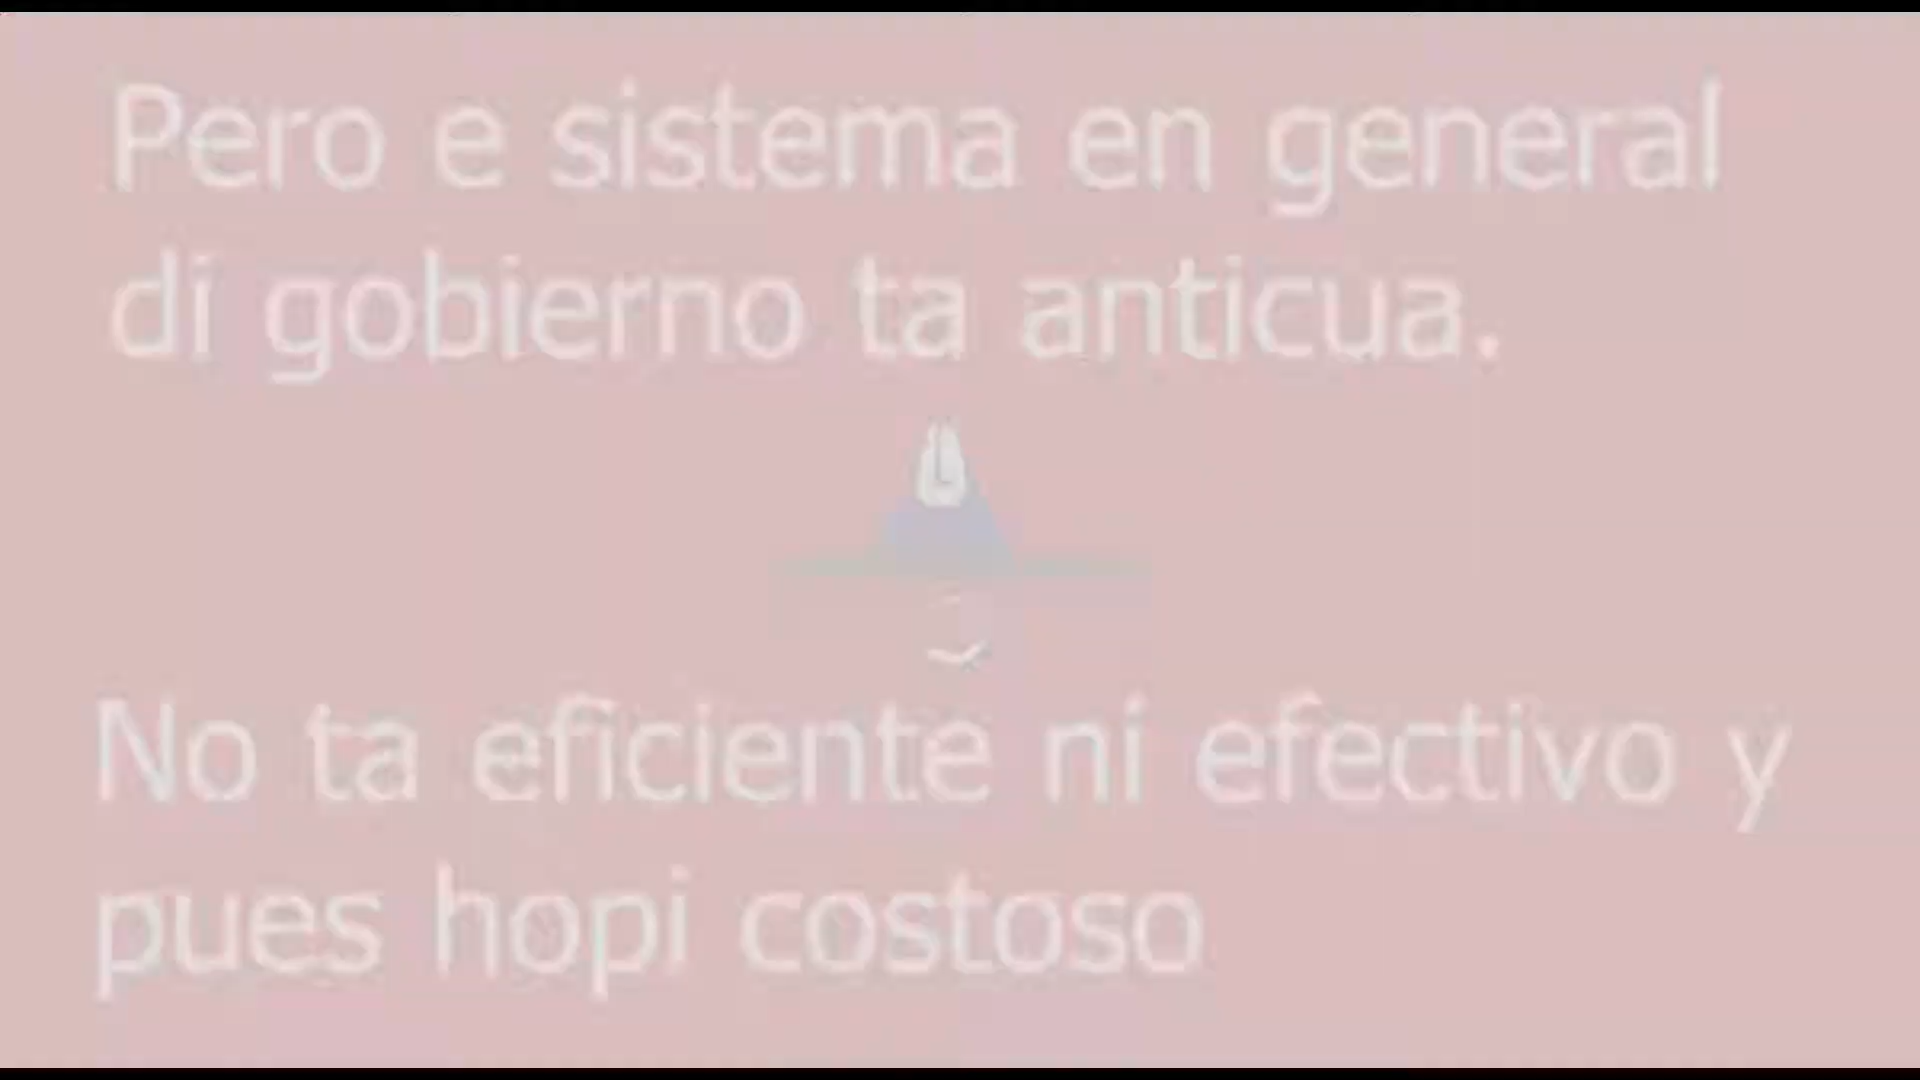 Pero e sistema en general
di gobierno ta anticua.
No ta eficiente ni efectivo y
pues hopi costoso